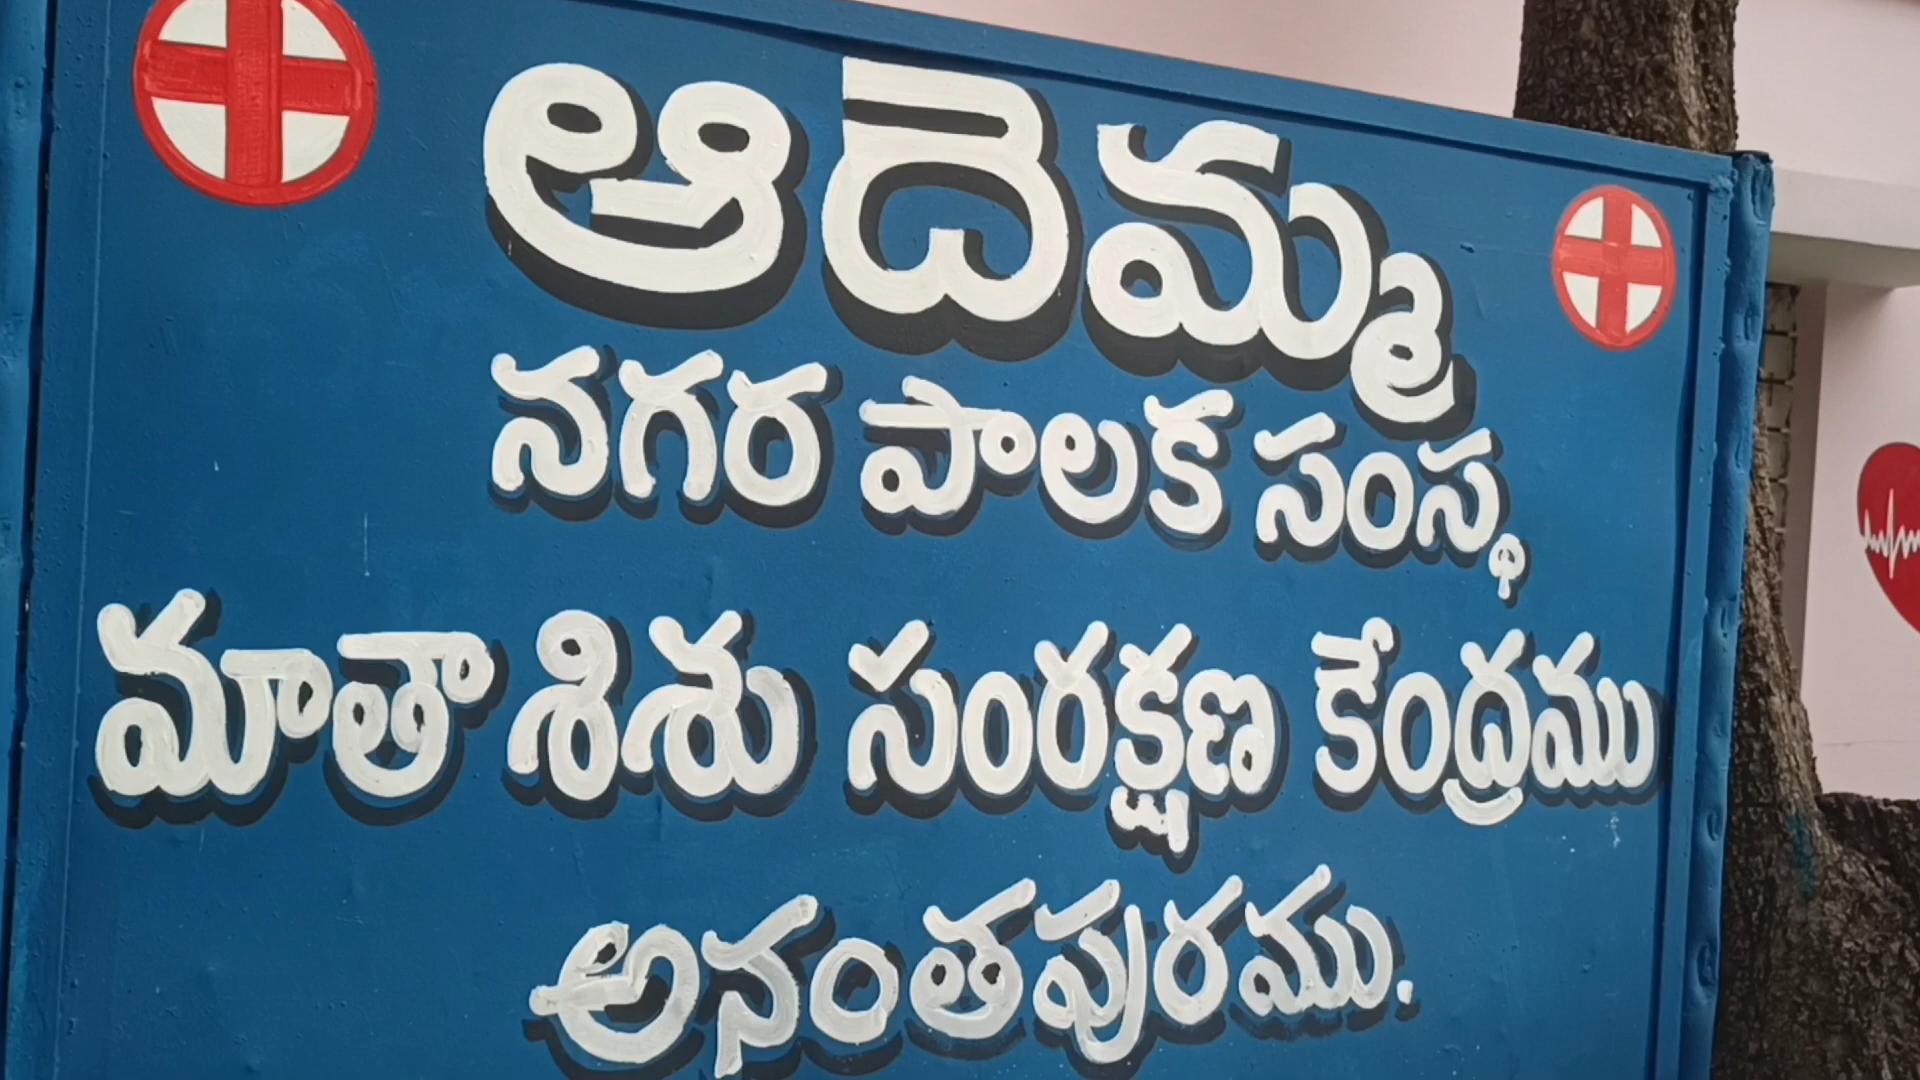 ఆదెమ్మ
నగర పాలక సంస్థ
మాతా శిశు సంరక్షణ కేంద్రము
అనంతపురము.